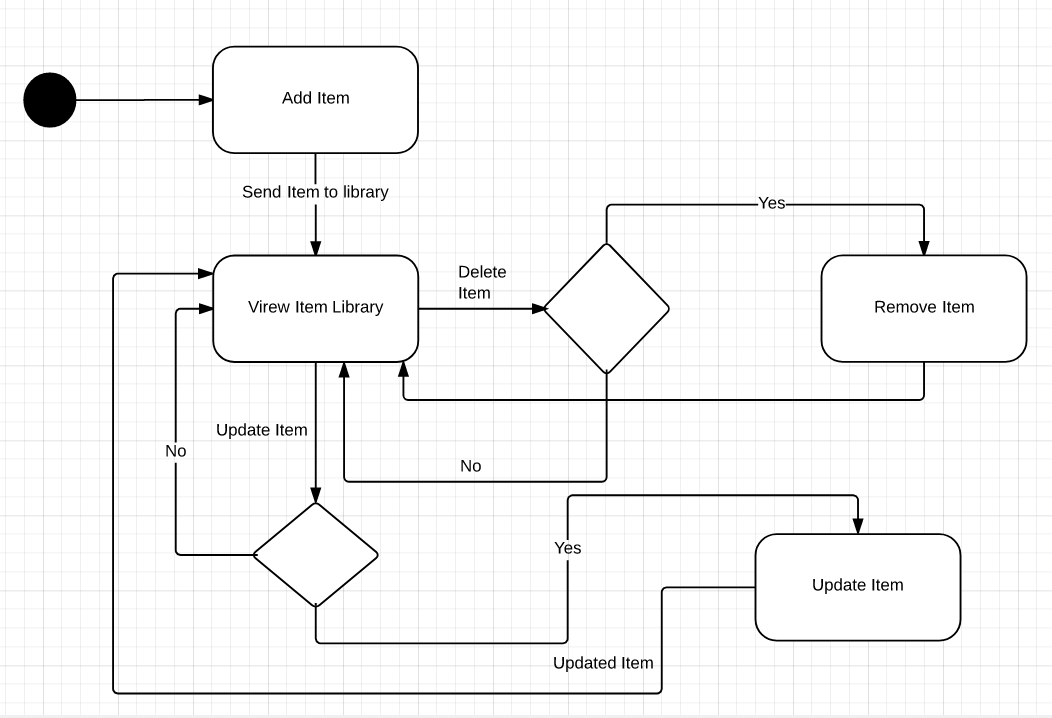 Add Item
Send Item to library
Yes
Delete
Item
Virew Item Library
Remove Item
Update Item
No
No
Yes
Update Item
Updated Item